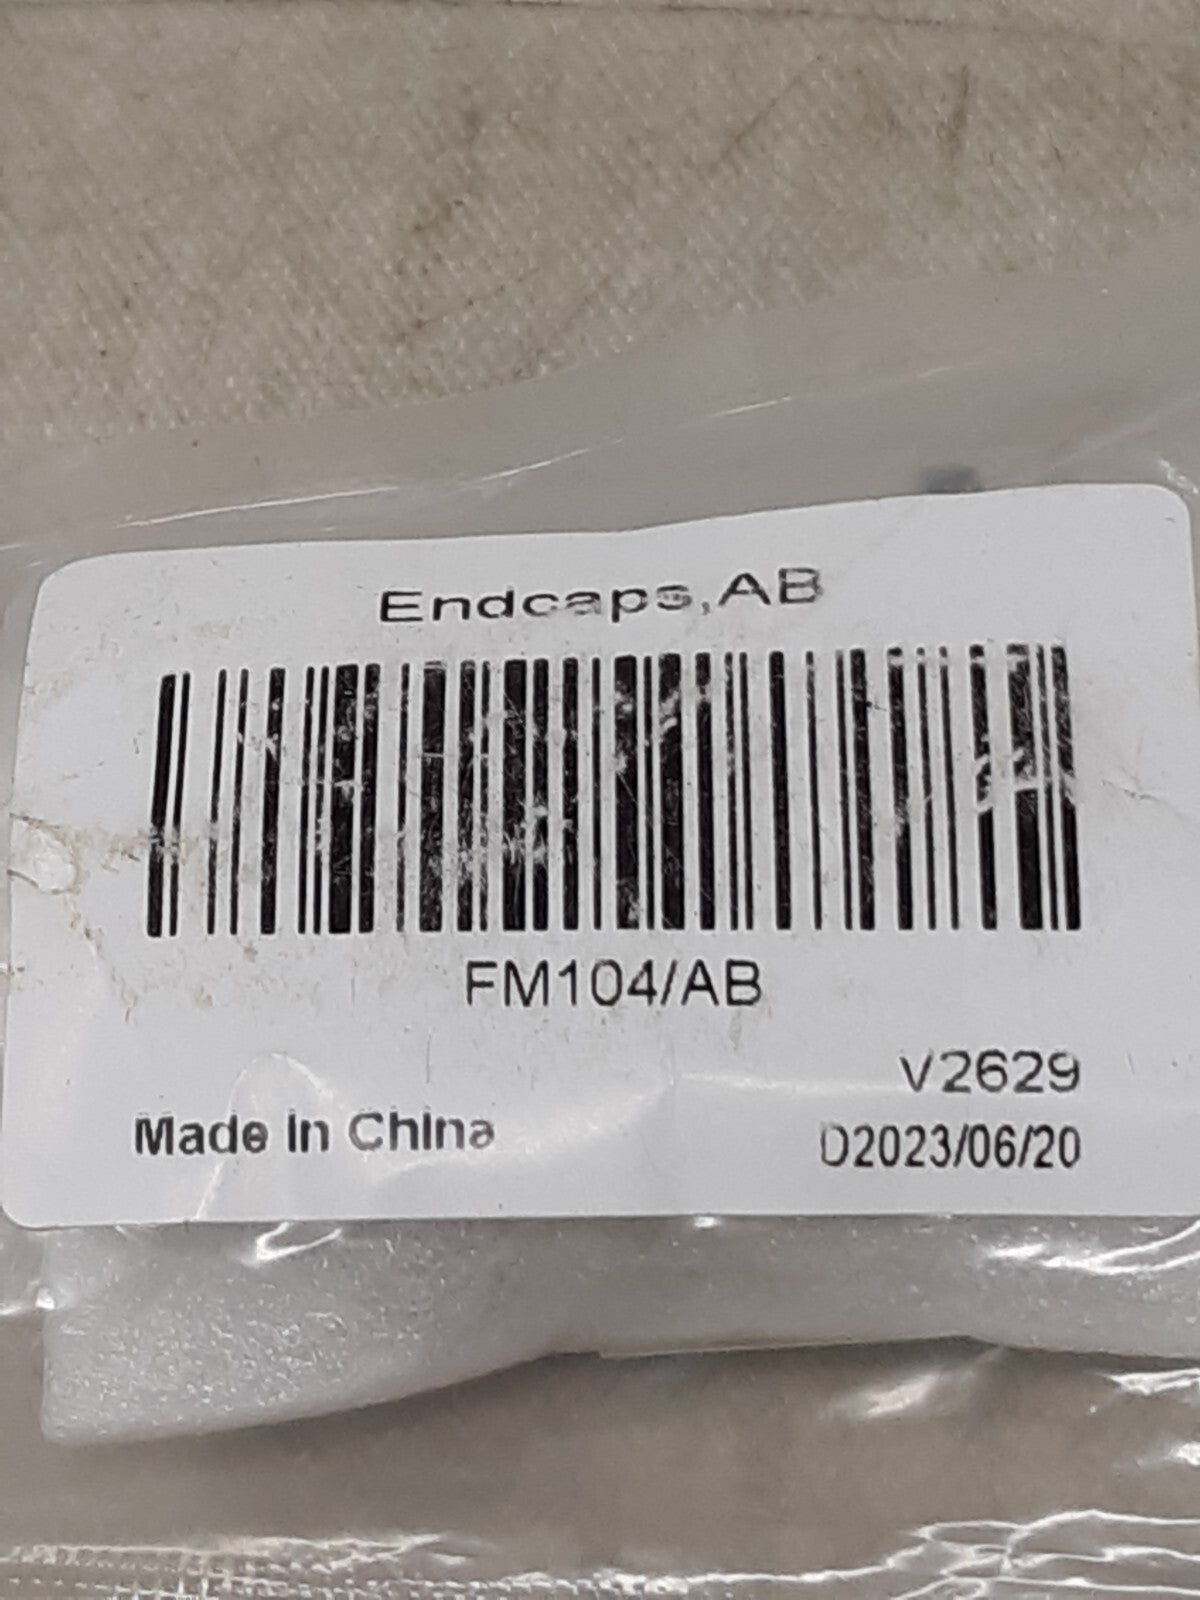 Endcaps,AB
FM104/AB
V2629
Made in China
D2023/06/20